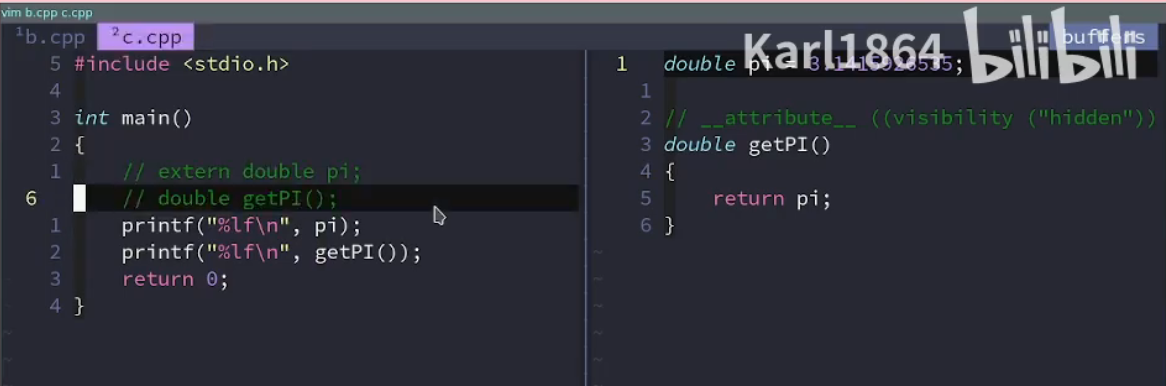 vim b.cpp c.cpp
¹b.cpp ²c.cpp buffers
Karl1864 bilibili
5 #include <stdio.h>
4
3 int main()
2 {
1 // extern double pi;
6 // double getPI();
1 printf("%lf\n", pi);
2 printf("%lf\n", getPI());
3 return 0;
4 }
~
~
1 double pi = 3.1415926535;
1
2 // __attribute__ ((visibility ("hidden"))
3 double getPI()
4 {
5 return pi;
6 }
~
~
~
~
~